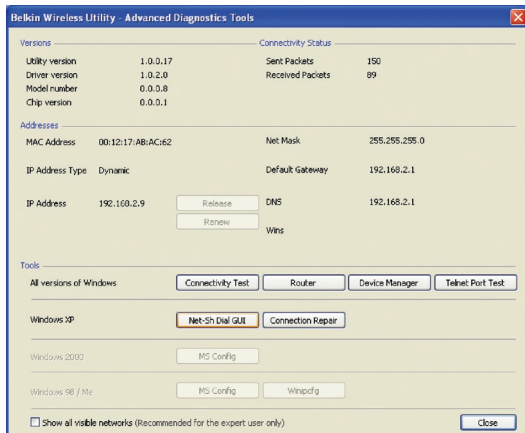 Belkin Wireless Utility - Advanced Diagnostics Tools
Versions
Connectivity Status
Utility version 1.0.0.17
Sent Packets 150
Driver version 1.0.2.0
Received Packets 89
Model number 0.0.0.8
Chip version 0.0.0.1
Addresses
MAC Address 00:12:17:AB:AC:62
Net Mask 255.255.255.0
IP Address Type Dynamic
Default Gateway 192.168.2.1
IP Address 192.168.2.9 Release
DNS 192.168.2.1
Renew
Wins
Tools
All versions of Windows Connectivity Test Router Device Manager Telnet Port Test
Windows XP Net-Sh Dial GUI Connection Repair
Windows 2000 MS Config
Windows 98 / Me MS Config Winipcfg
Show all visible networks (Recommended for the expert user only) Close